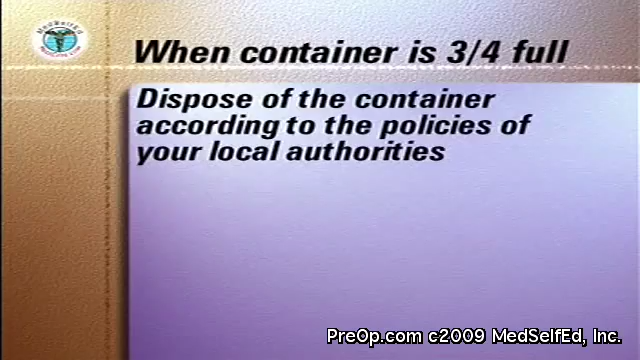 MedSelfEd
When container is 3/4 full
Dispose of the container
according to the policies of
your local authorities
PreOp.com c2009 MedSelfEd, Inc.